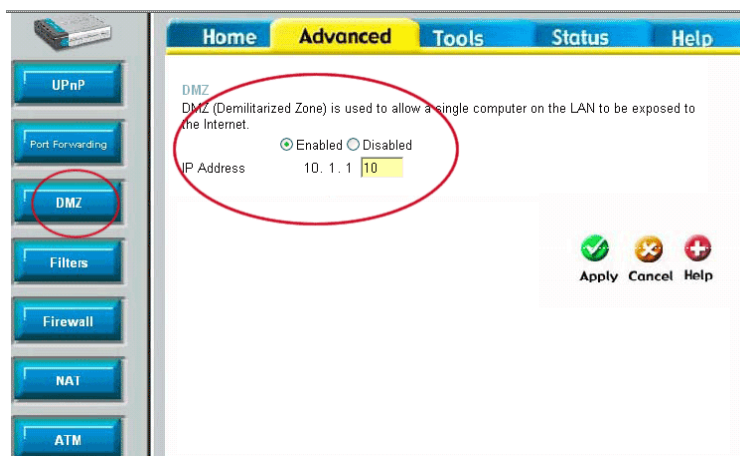 Home Advanced Tools Status Help
UPnP
Port Forwarding
DMZ
Filters
Firewall
NAT
ATM
DMZ
DMZ (Demilitarized Zone) is used to allow a single computer on the LAN to be exposed to
the Internet.
Enabled Disabled
IP Address 10. 1. 1 10
Apply Cancel Help